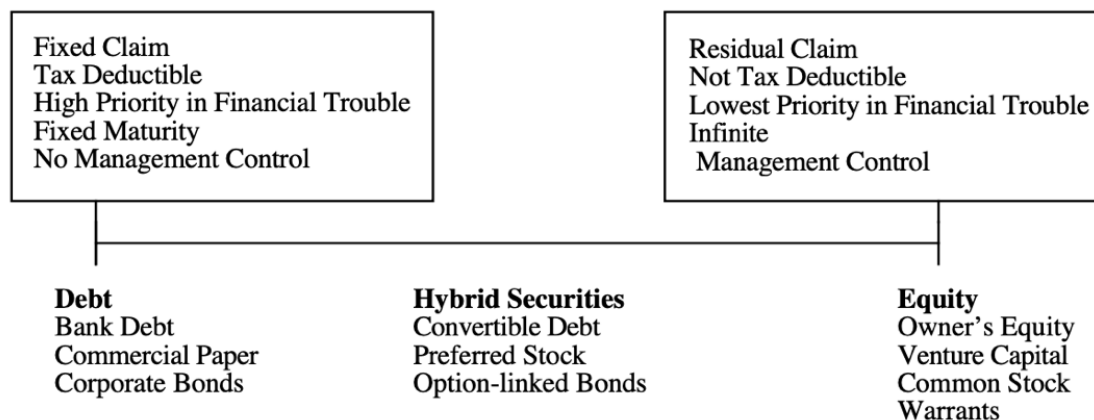 Fixed Claim
Tax Deductible
High Priority in Financial Trouble
Fixed Maturity
No Management Control
Residual Claim
Not Tax Deductible
Lowest Priority in Financial Trouble
Infinite
Management Control
Debt
Bank Debt
Commercial Paper
Corporate Bonds
Hybrid Securities
Convertible Debt
Preferred Stock
Option-linked Bonds
Equity
Owner's Equity
Venture Capital
Common Stock
Warrants